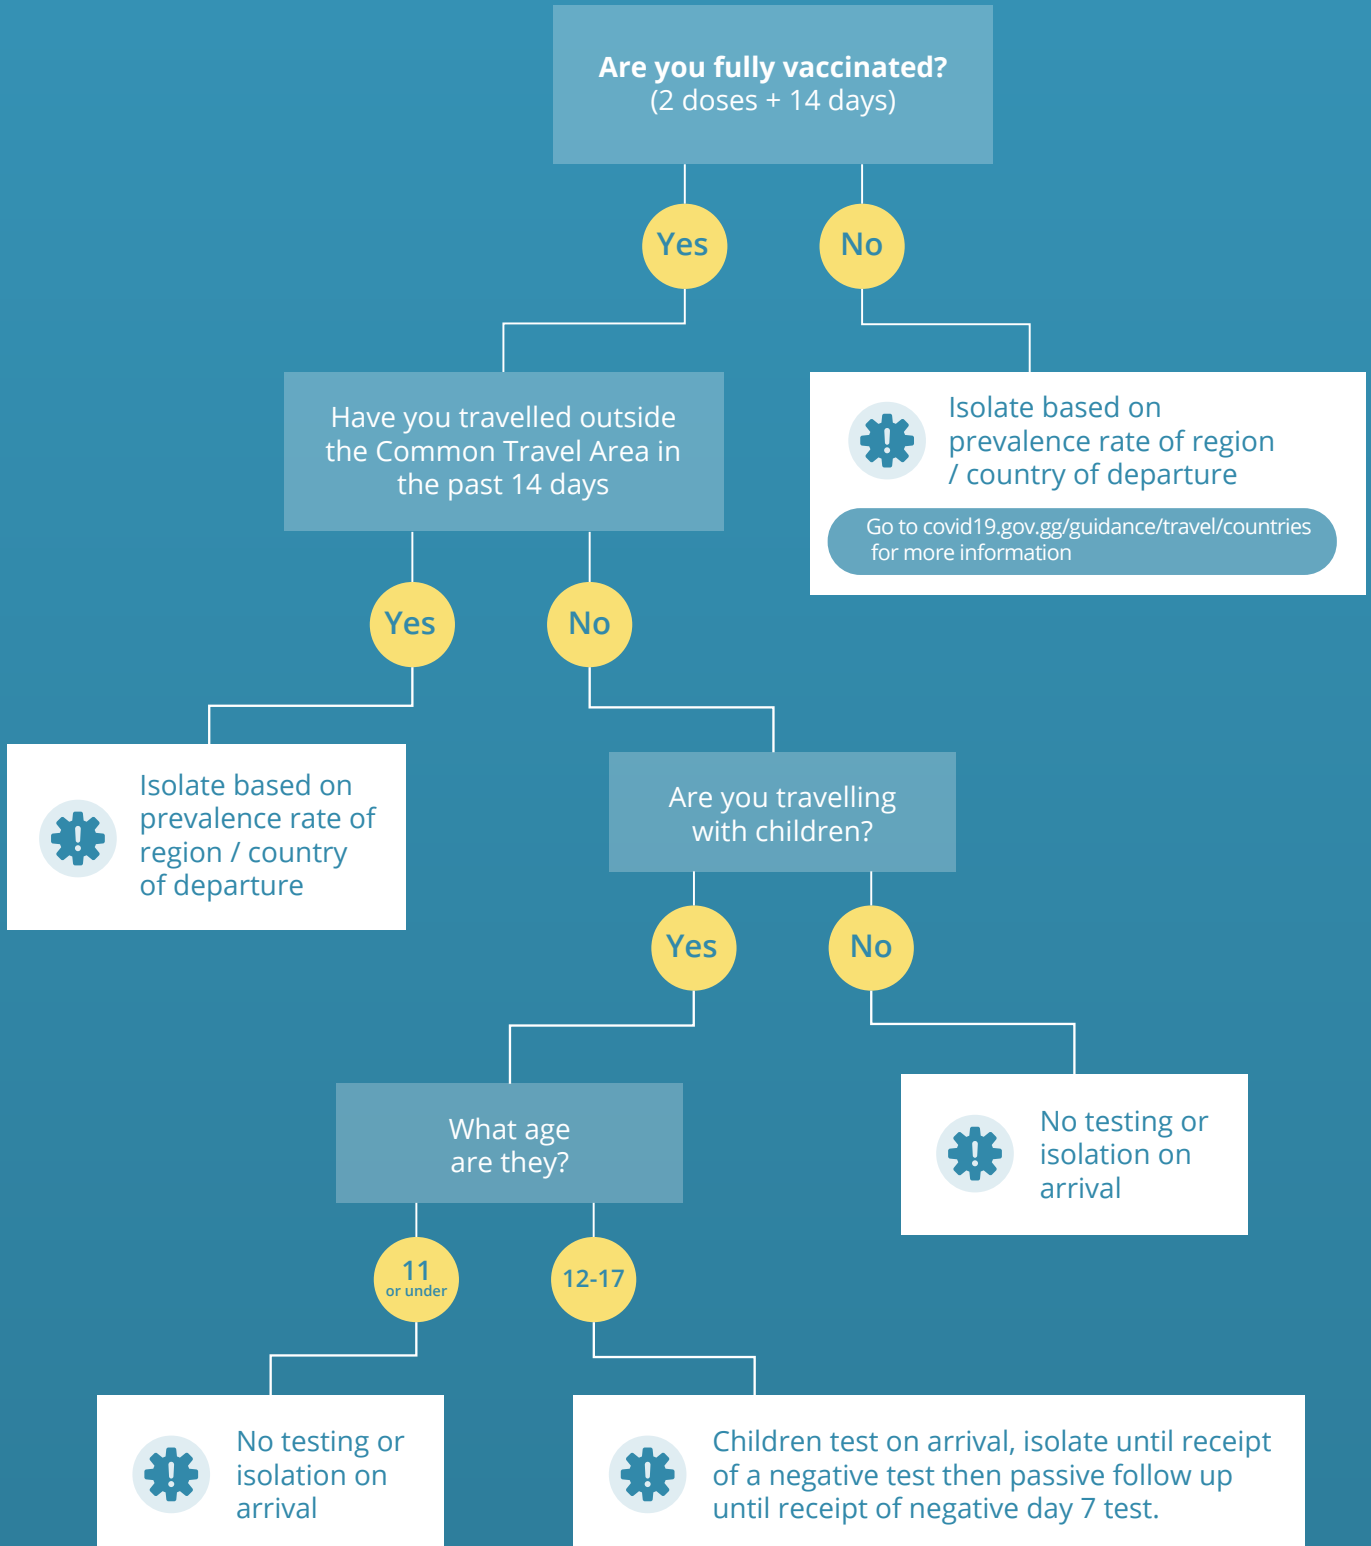 Are you fully vaccinated?
(2 doses + 14 days)
Yes
No
Have you travelled outside
the Common Travel Area in
the past 14 days
Isolate based on
prevalence rate of region
/ country of departure
Go to covid19.gov.gg/guidance/travel/countries
for more information
Yes
No
Isolate based on
prevalence rate of
region / country
of departure
Are you travelling
with children?
Yes
No
What age
are they?
No testing or
isolation on
arrival
11
or under
12-17
No testing or
isolation on
arrival
Children test on arrival, isolate until receipt
of a negative test then passive follow up
until receipt of negative day 7 test.